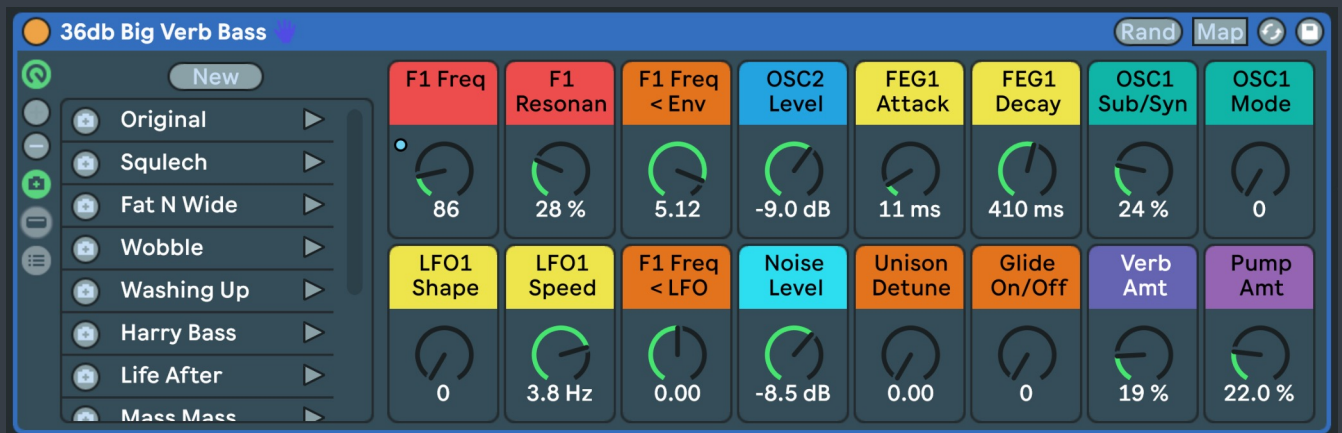 36db Big Verb Bass
Rand Map
New
Original
Squlech
Fat N Wide
Wobble
Washing Up
Harry Bass
Life After
Mass Mass
F1 Freq
86
F1
Resonan
28 %
F1 Freq
< Env
5.12
OSC2
Level
-9.0 dB
FEG1
Attack
11 ms
FEG1
Decay
410 ms
OSC1
Sub/Syn
24 %
OSC1
Mode
0
LFO1
Shape
0
LFO1
Speed
3.8 Hz
F1 Freq
< LFO
0.00
Noise
Level
-8.5 dB
Unison
Detune
0.00
Glide
On/Off
0
Verb
Amt
19 %
Pump
Amt
22.0 %